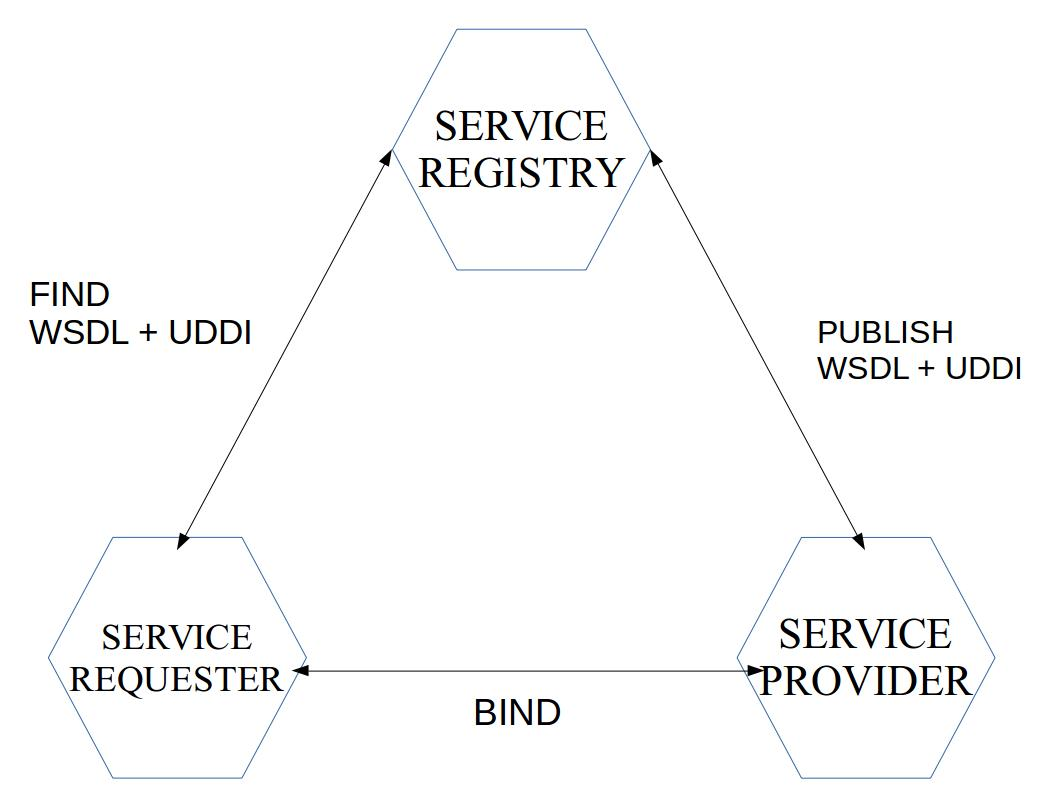 SERVICE
REGISTRY
FIND
WSDL + UDDI
PUBLISH
WSDL + UDDI
SERVICE
REQUESTER
SERVICE
PROVIDER
BIND